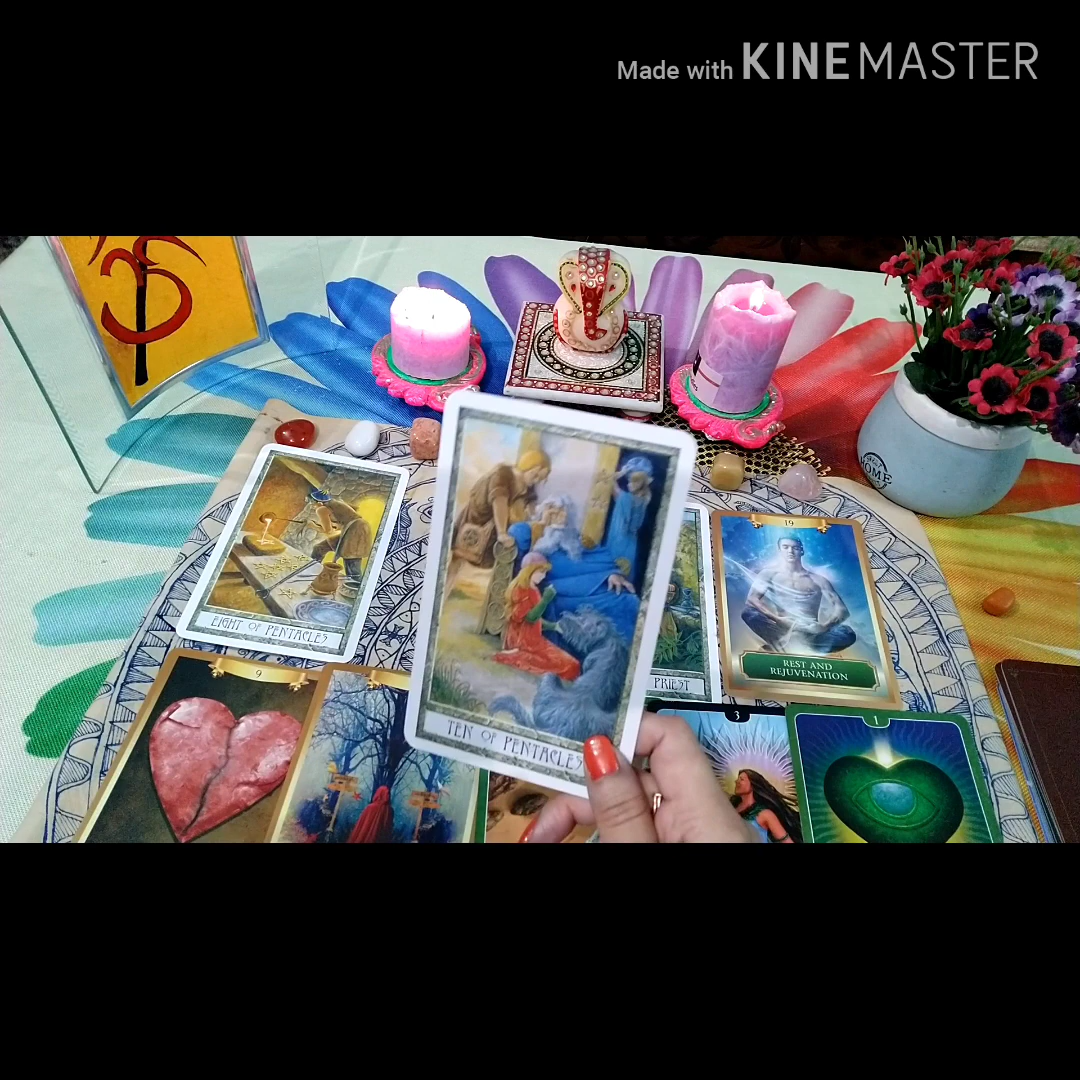 Made with KINEMASTER
EIGHT OF PENTACLES
TEN OF PENTACLES
PRIEST
19
REST AND
REJUVENATION
9
3
1
HOME